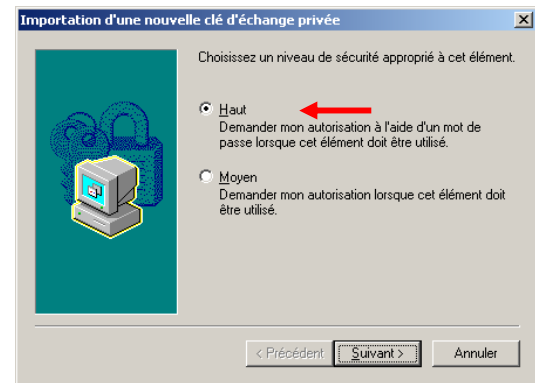 Importation d'une nouvelle clé d'échange privée
Choisissez un niveau de sécurité approprié à cet élément.
Haut
Demander mon autorisation à l'aide d'un mot de
passe lorsque cet élément doit être utilisé.
Moyen
Demander mon autorisation lorsque cet élément doit
être utilisé.
< Précédent Suivant > Annuler